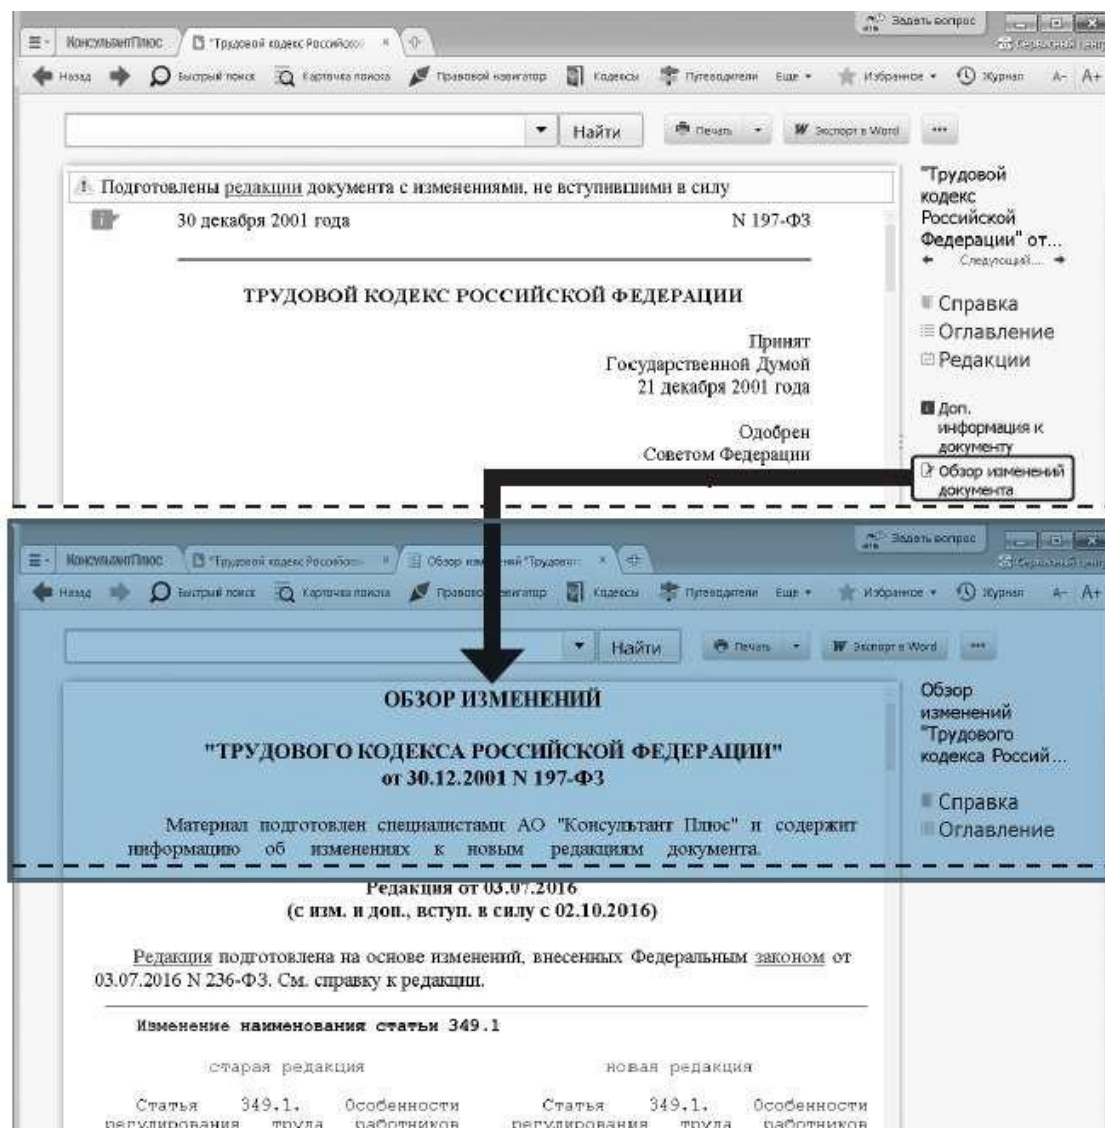 Задать вопрос
КонсультантПлюс "Трудовой кодекс Российско
Сервисный центр
Назад Быстрый поиск Карточка поиска Правовой навигатор Кодексы Путеводители Еще Избранное Журнал A- A+
Найти Печать Экспорт в Word
Подготовлены редакции документа с изменениями, не вступившими в силу
30 декабря 2001 года N 197-ФЗ
ТРУДОВОЙ КОДЕКС РОССИЙСКОЙ ФЕДЕРАЦИИ
Принят
Государственной Думой
21 декабря 2001 года
Одобрен
Советом Федерации
"Трудовой
кодекс
Российской
Федерации" от...
Следующий...
Справка
Оглавление
Редакции
Доп.
информация к
документу
Обзор изменений
документа
Задать вопрос
КонсультантПлюс "Трудовой кодекс Российско Обзор изменений "Трудового
Назад Быстрый поиск Карточка поиска Правовой навигатор Кодексы Путеводители Еще Избранное Журнал A- A+
Найти Печать Экспорт в Word
ОБЗОР ИЗМЕНЕНИЙ
"ТРУДОВОГО КОДЕКСА РОССИЙСКОЙ ФЕДЕРАЦИИ"
от 30.12.2001 N 197-ФЗ
Материал подготовлен специалистами АО "Консультант Плюс" и содержит
информацию об изменениях к новым редакциям документа.
Обзор
изменений
"Трудового
кодекса Россий...
Справка
Оглавление
Редакция от 03.07.2016
(с изм. и доп., вступ. в силу с 02.10.2016)
Редакция подготовлена на основе изменений, внесенных Федеральным законом от
03.07.2016 N 236-ФЗ. См. справку к редакции.
Изменение наименования статьи 349.1
старая редакция новая редакция
Статья 349.1. Особенности Статья 349.1. Особенности
регулирования труда работников регулирования труда работников